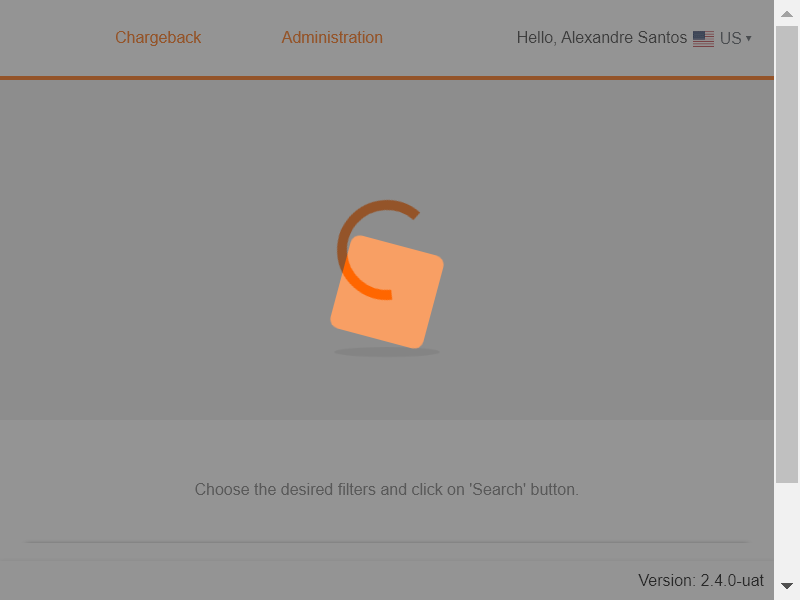 Chargeback Administration Hello, Alexandre Santos US ▾
Choose the desired filters and click on 'Search' button.
Version: 2.4.0-uat